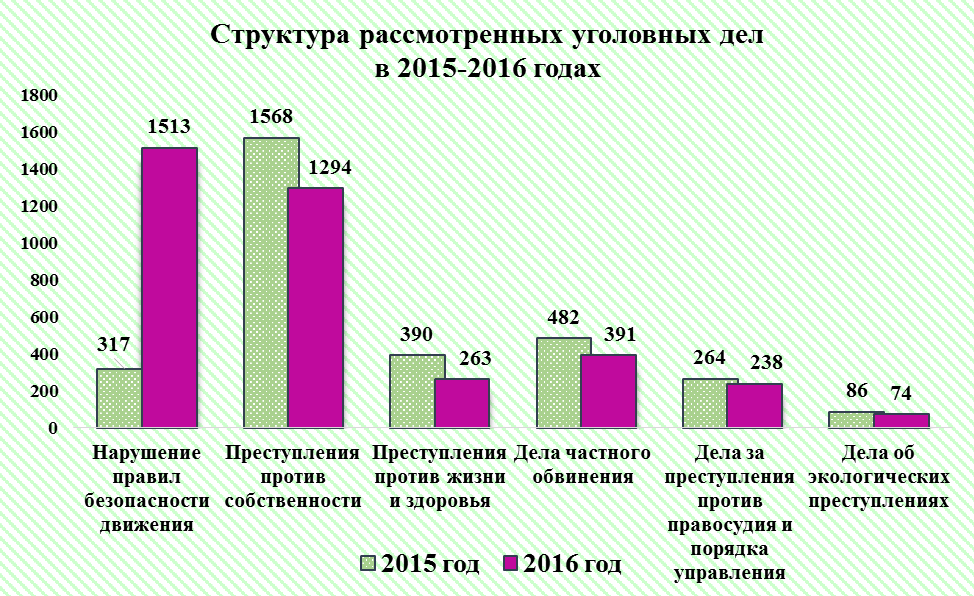 Структура рассмотренных уголовных дел
в 2015-2016 годах
1800
1600
1400
1200
1000
800
600
400
200
0
317
1513
1568
1294
390
263
482
391
264
238
86
74
Нарушение
правил
безопасности
движения
Преступления
против
собственности
Преступления
против жизни
и здоровья
Дела частного
обвинения
Дела за
преступления
против
правосудия и
порядка
управления
Дела об
экологических
преступлениях
2015 год
2016 год